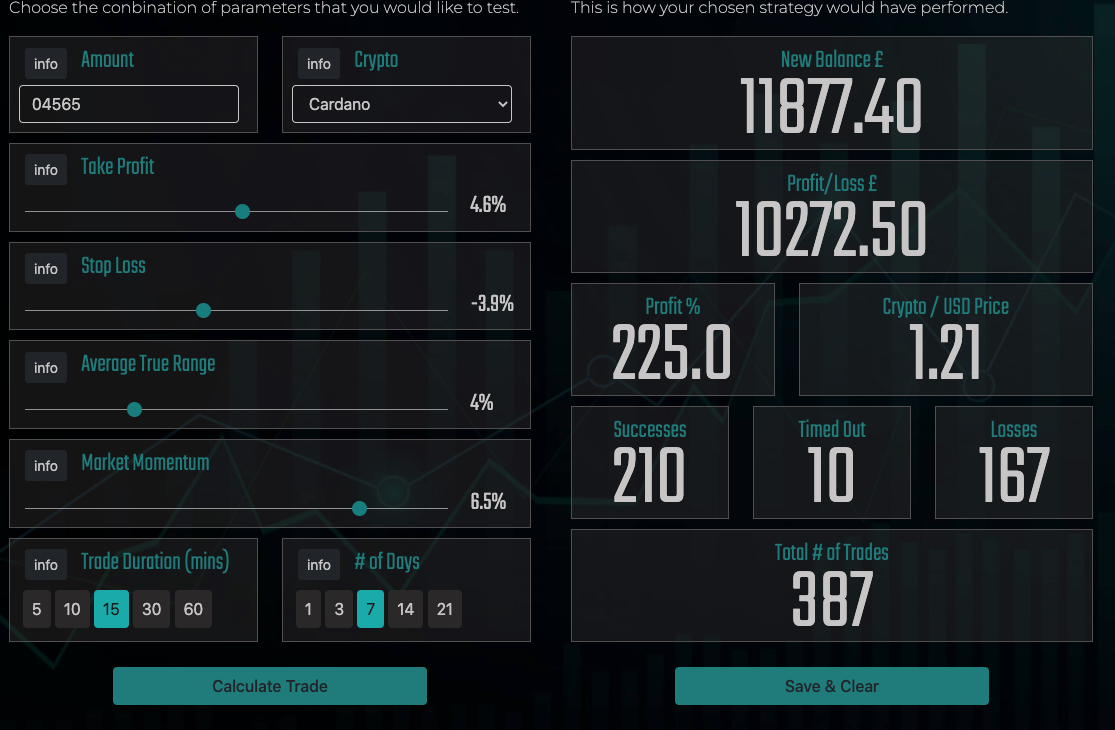 Choose the combination of parameters that you would like to test.
info Amount
04565
info Crypto
Cardano
info Take Profit
4.6%
info Stop Loss
-3.9%
info Average True Range
4%
info Market Momentum
6.5%
info Trade Duration (mins)
5 10 15 30 60
info # of Days
1 3 7 14 21
Calculate Trade
This is how your chosen strategy would have performed.
New Balance £
11877.40
Profit/Loss £
10272.50
Profit %
225.0
Crypto / USD Price
1.21
Successes
210
Timed Out
10
Losses
167
Total # of Trades
387
Save & Clear